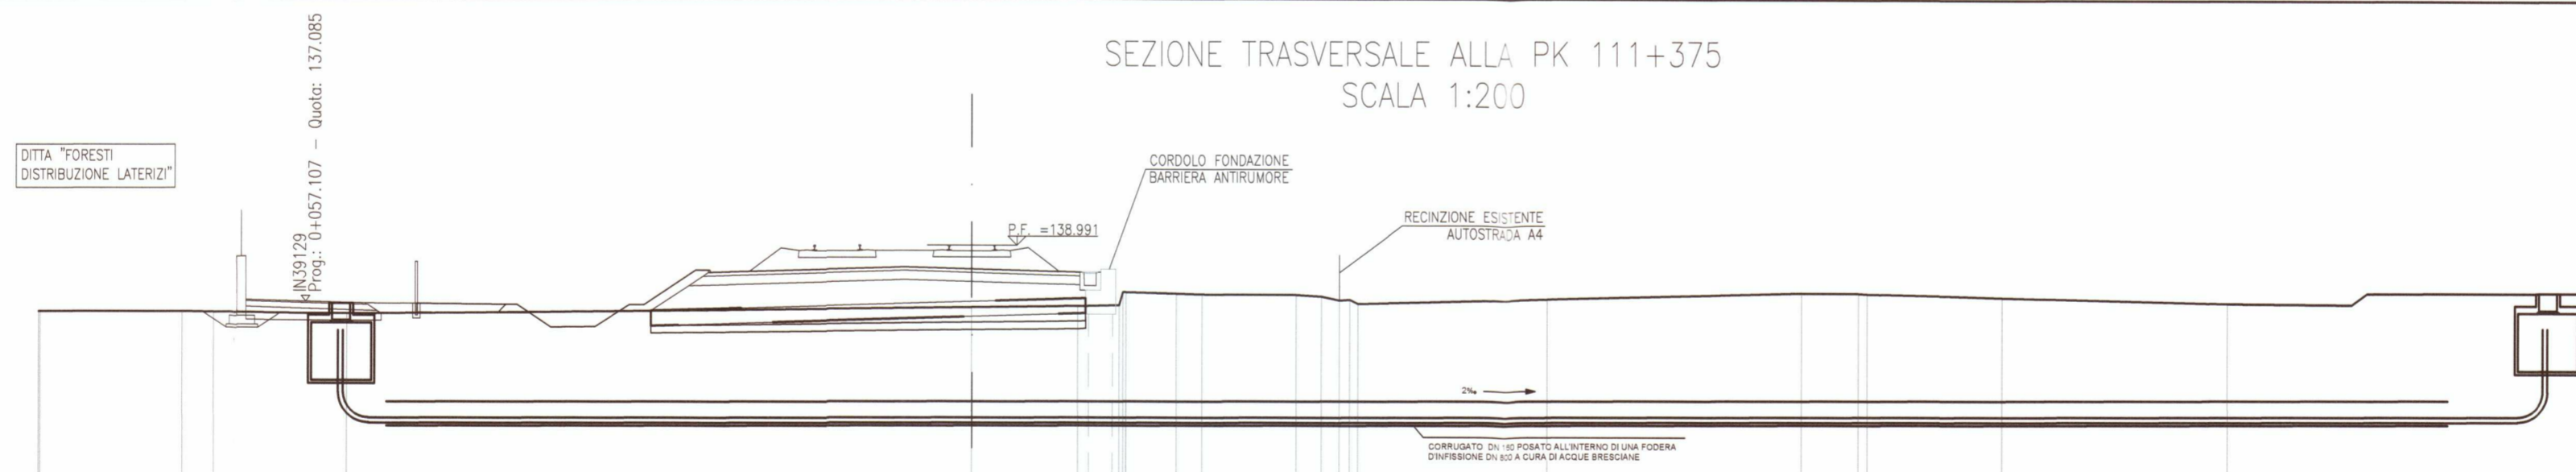 SEZIONE TRASVERSALE ALLA PK 111+375
SCALA 1:200
DITTA "FORESTI
DISTRIBUZIONE LATERIZI"
IN39129
Prog.: 0+057.107 - Quota: 137.085
P.F. =138.991
CORDOLO FONDAZIONE
BARRIERA ANTIRUMORE
RECINZIONE ESISTENTE
AUTOSTRADA A4
2‰
CORRUGATO DN 160 POSATO ALL'INTERNO DI UNA FODERA
D'INFISSIONE DN 800 A CURA DI ACQUE BRESCIANE